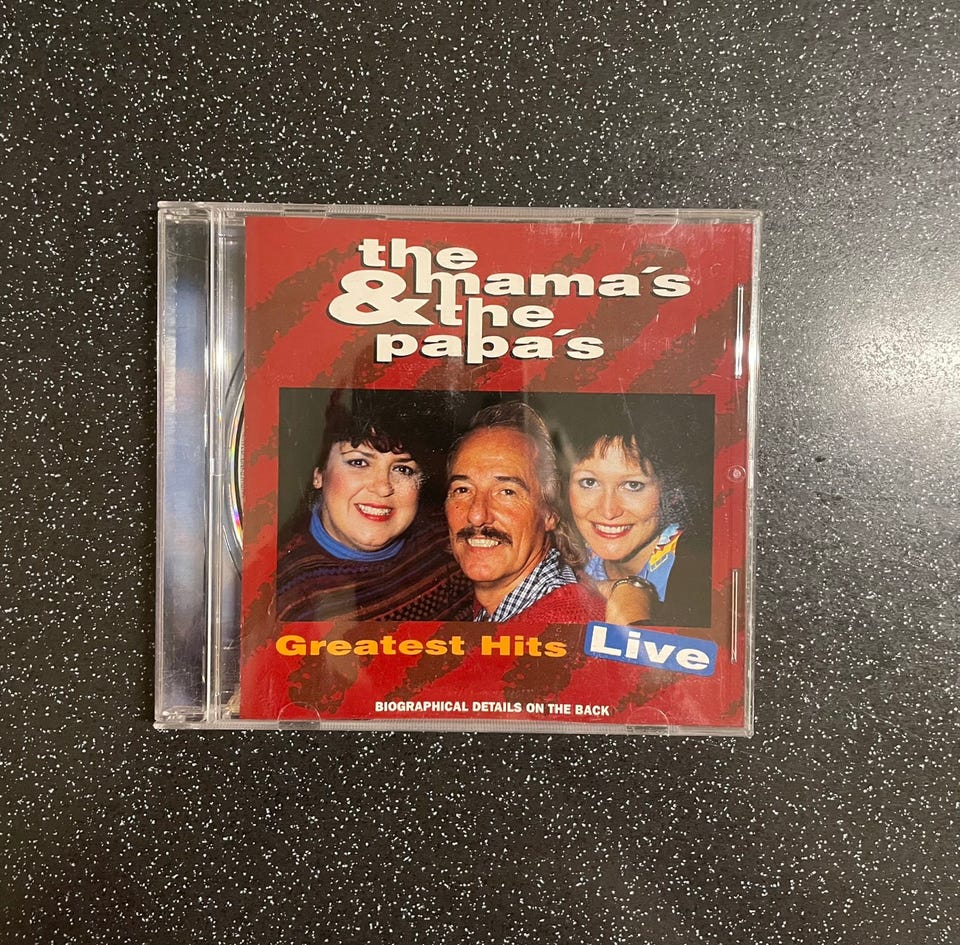 the
mama's
& the
papa's
Greatest Hits Live
BIOGRAPHICAL DETAILS ON THE BACK